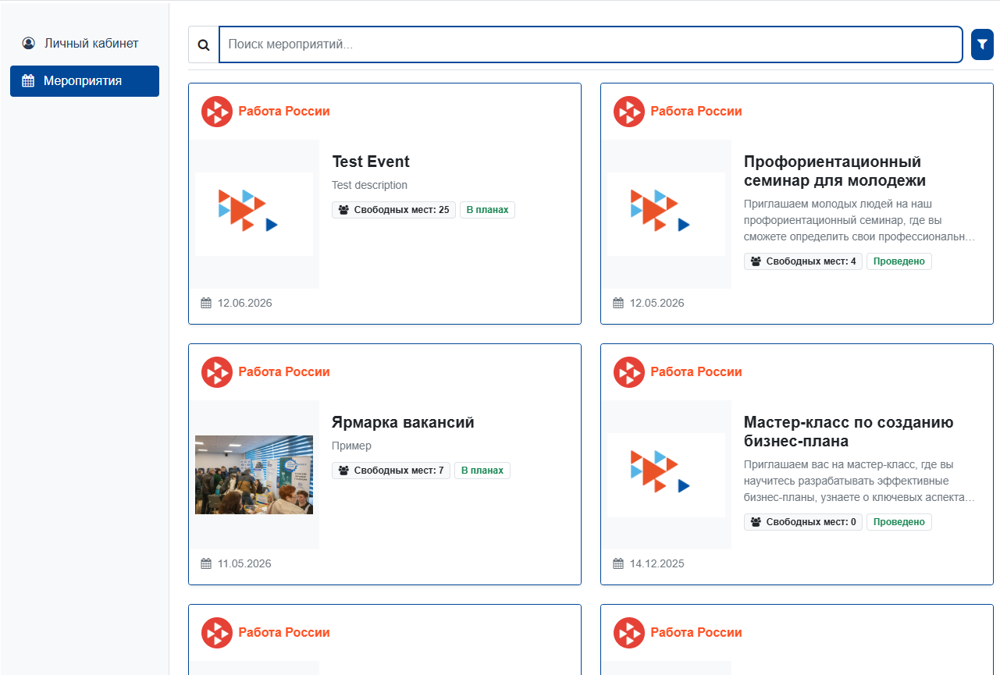 Личный кабинет
Мероприятия
Поиск мероприятий...
Работа России
Test Event
Test description
Свободных мест: 25
В планах
12.06.2026
Работа России
Профориентационный
семинар для молодежи
Приглашаем молодых людей на наш
профориентационный семинар, где вы
сможете определить свои профессиональн...
Свободных мест: 4
Проведено
12.05.2026
Работа России
Ярмарка вакансий
Пример
Свободных мест: 7
В планах
11.05.2026
Работа России
Мастер-класс по созданию
бизнес-плана
Приглашаем вас на мастер-класс, где вы
научитесь разрабатывать эффективные
бизнес-планы, узнаете о ключевых аспекта...
Свободных мест: 0
Проведено
14.12.2025
Работа России
Работа России